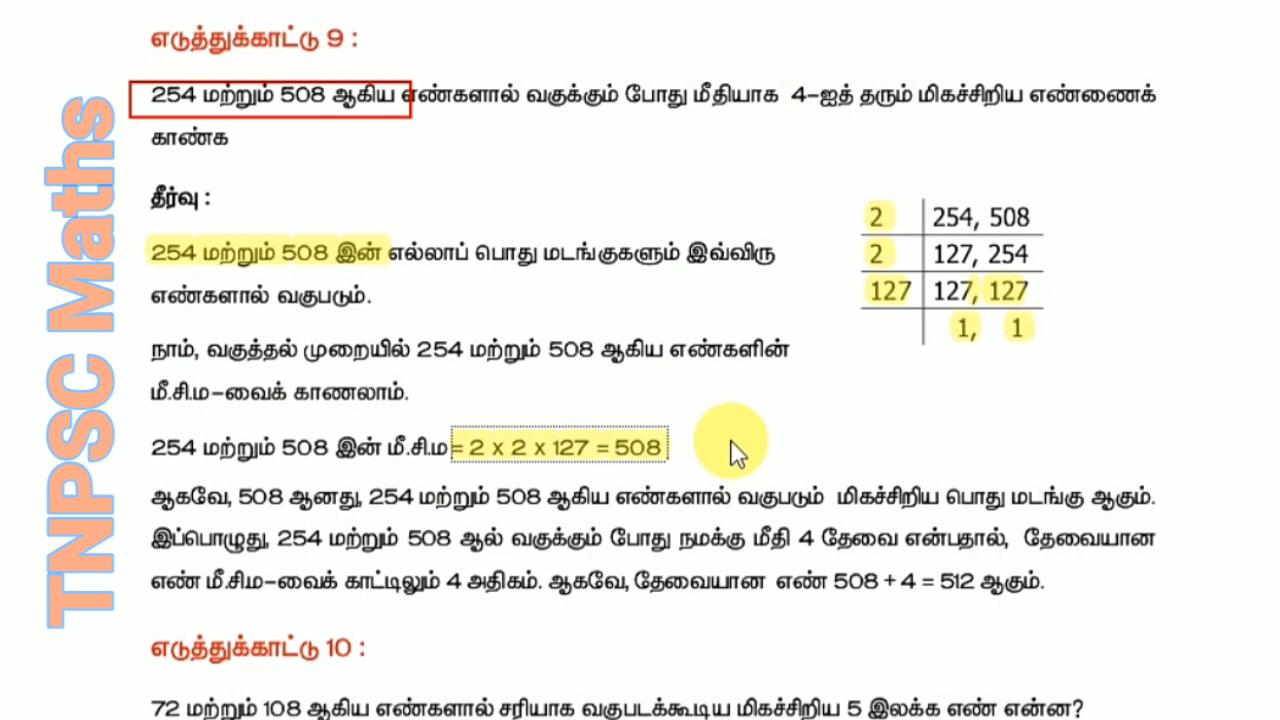 TNPSC Maths
எடுத்துக்காட்டு 9 :
254 மற்றும் 508 ஆகிய எண்களால் வகுக்கும் போது மீதியாக 4-ஐத் தரும் மிகச்சிறிய எண்ணைக்
காண்க
தீர்வு :
254 மற்றும் 508 இன் எல்லாப் பொது மடங்குகளும் இவ்விரு
எண்களால் வகுபடும்.
2 254, 508
2 127, 254
127 127, 127
1, 1
நாம், வகுத்தல் முறையில் 254 மற்றும் 508 ஆகிய எண்களின்
மீ.சி.ம-வைக் காணலாம்.
254 மற்றும் 508 இன் மீ.சி.ம = 2 x 2 x 127 = 508
ஆகவே, 508 ஆனது, 254 மற்றும் 508 ஆகிய எண்களால் வகுபடும் மிகச்சிறிய பொது மடங்கு ஆகும்.
இப்பொழுது, 254 மற்றும் 508 ஆல் வகுக்கும் போது நமக்கு மீதி 4 தேவை என்பதால், தேவையான
எண் மீ.சிம-வைக் காட்டிலும் 4 அதிகம். ஆகவே, தேவையான எண் 508 + 4 = 512 ஆகும்.
எடுத்துக்காட்டு 10 :
72 மற்றும் 108 ஆகிய எண்களால் சரியாக வகுபடக்கூடிய மிகச்சிறிய 5 இலக்க எண் என்ன?